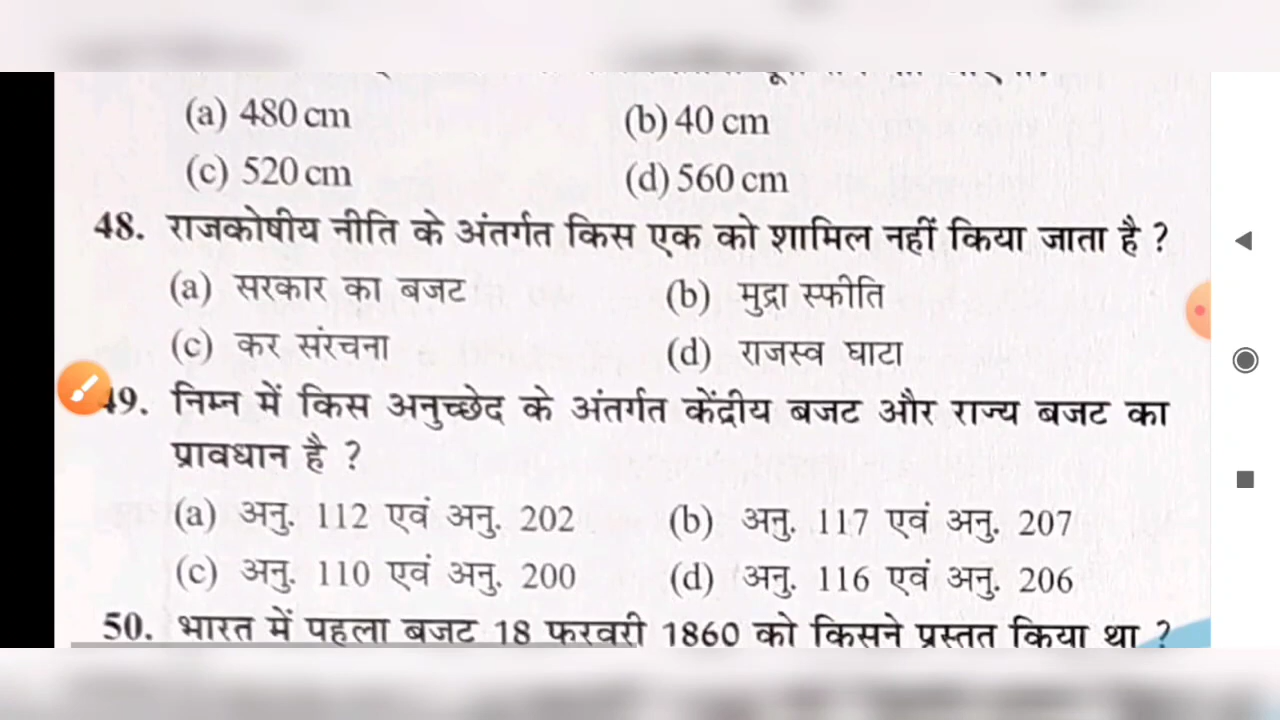 (a) 480 cm (b) 40 cm
(c) 520 cm (d) 560 cm
48. राजकोषीय नीति के अंतर्गत किस एक को शामिल नहीं किया जाता है ?
(a) सरकार का बजट (b) मुद्रा स्फीति
(c) कर संरचना (d) राजस्व घाटा
49. निम्न में किस अनुच्छेद के अंतर्गत केंद्रीय बजट और राज्य बजट का
प्रावधान है ?
(a) अनु. 112 एवं अनु. 202 (b) अनु. 117 एवं अनु. 207
(c) अनु. 110 एवं अनु. 200 (d) अनु. 116 एवं अनु. 206
50. भारत में पहला बजट 18 फरवरी 1860 को किसने प्रस्तुत किया था ?